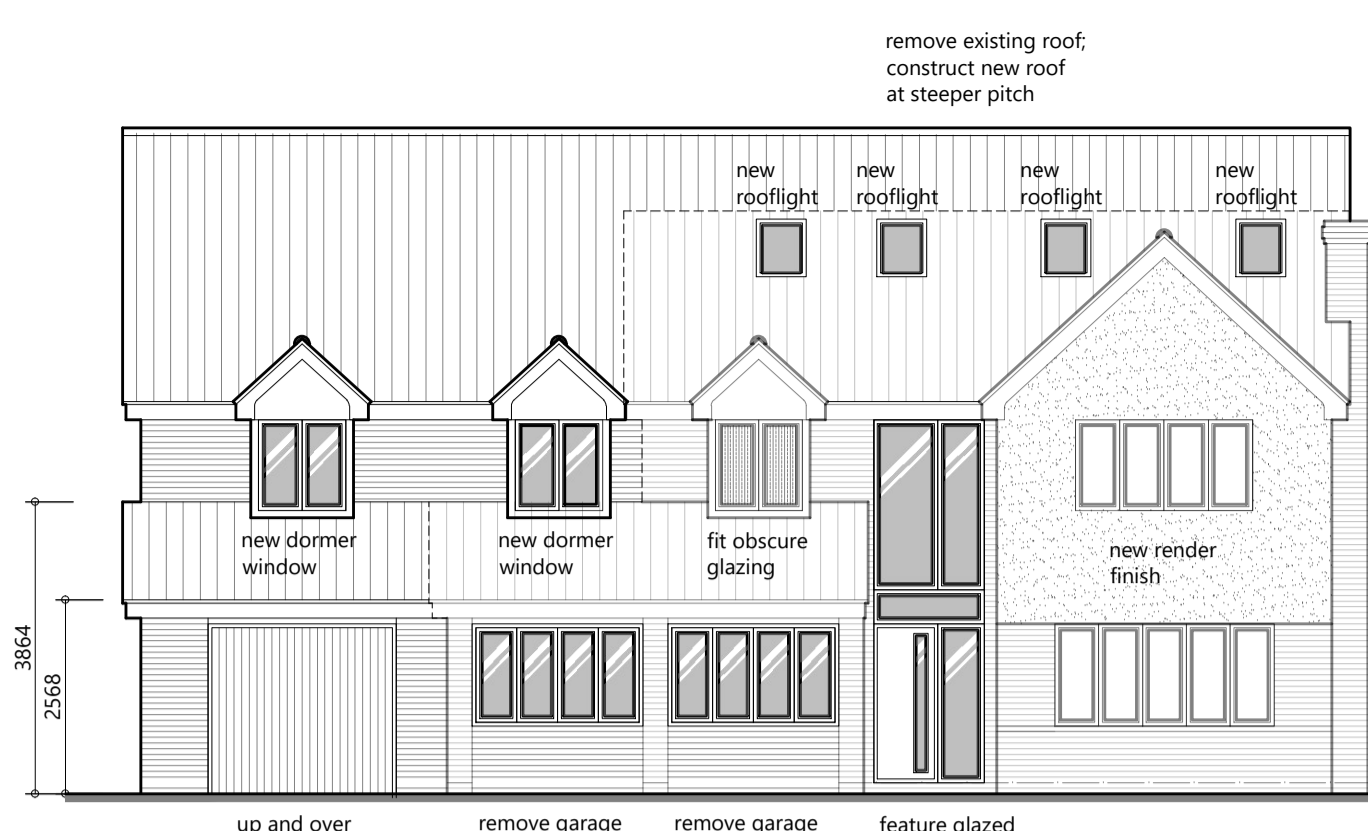 remove existing roof;
construct new roof
at steeper pitch
new
rooflight
new
rooflight
new
rooflight
new
rooflight
new dormer
window
new dormer
window
fit obscure
glazing
new render
finish
3864
2568
up and over
remove garage
remove garage
feature glazed